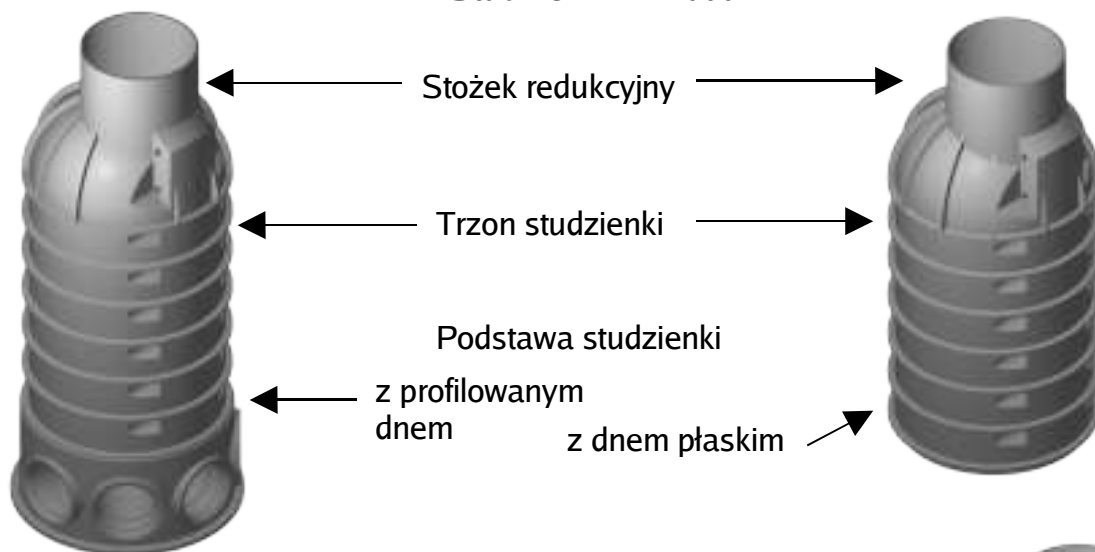 Stożek redukcyjny
Trzon studzienki
Podstawa studzienki
z profilowanym
dnem
z dnem płaskim